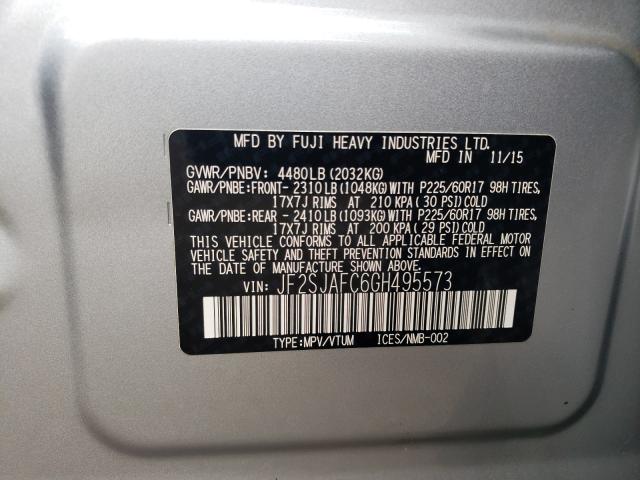 MFD BY FUJI HEAVY INDUSTRIES LTD.
MFD IN 11/15
GVWR/PNBV: 4480LB (2032KG)
GAWR/PNBE:FRONT- 2310LB (1048KG) WITH P225/60R17 98H TIRES,
17X7J RIMS AT 210 KPA ( 30 PSI) COLD
GAWR/PNBE:REAR - 2410LB (1093KG) WITH P225/60R17 98H TIRES,
17X7J RIMS AT 200 KPA ( 29 PSI) COLD
THIS VEHICLE CONFORMS TO ALL APPLICABLE FEDERAL MOTOR
VEHICLE SAFETY AND THEFT PREVENTION STANDARDS IN EFFECT
ON THE DATE OF MANUFACTURE SHOWN ABOVE.
VIN: JF2SJAFC6GH495573
TYPE:MPV/VTUM ICES/NMB-002